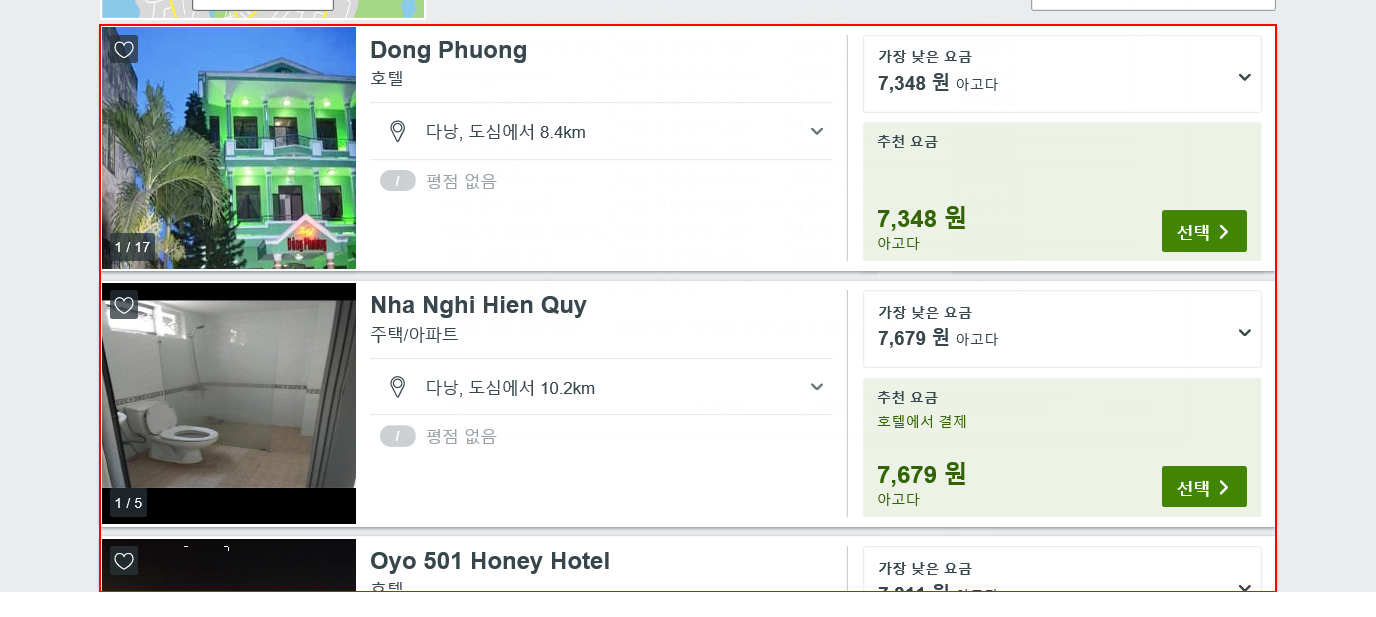 Dong Phuong
호텔
다낭, 도심에서 8.4km
/ 평점 없음
1 / 17
Đông Phương
가장 낮은 요금
7,348 원 아고다
추천 요금
7,348 원
아고다
선택
Nha Nghi Hien Quy
주택/아파트
다낭, 도심에서 10.2km
/ 평점 없음
1 / 5
가장 낮은 요금
7,679 원 아고다
추천 요금
호텔에서 결제
7,679 원
아고다
선택
Oyo 501 Honey Hotel
호텔
가장 낮은 요금